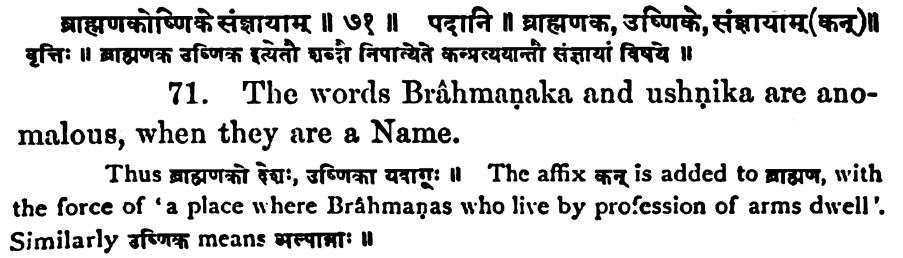 ब्राह्मणकोष्णिके संज्ञायाम् ॥ ७१ ॥ पदानि ॥ ब्राह्मणक, उष्णिके, संज्ञायाम् (कन्)॥
वृत्तिः ॥ ब्राह्मणक उष्णिक इत्येतौ शब्दौ निपात्येते कन्प्रत्ययान्तौ संज्ञायां विषये ॥
71. The words Brâhmaṇaka and ushṇika are ano-
malous, when they are a Name.
Thus ब्राह्मणको देशः, उष्णिका यवागूः ॥ The affix कन् is added to ब्राह्मण, with
the force of 'a place where Brâhmaṇas who live by profession of arms dwell'.
Similarly उष्णिक means अल्पान्नाः ॥